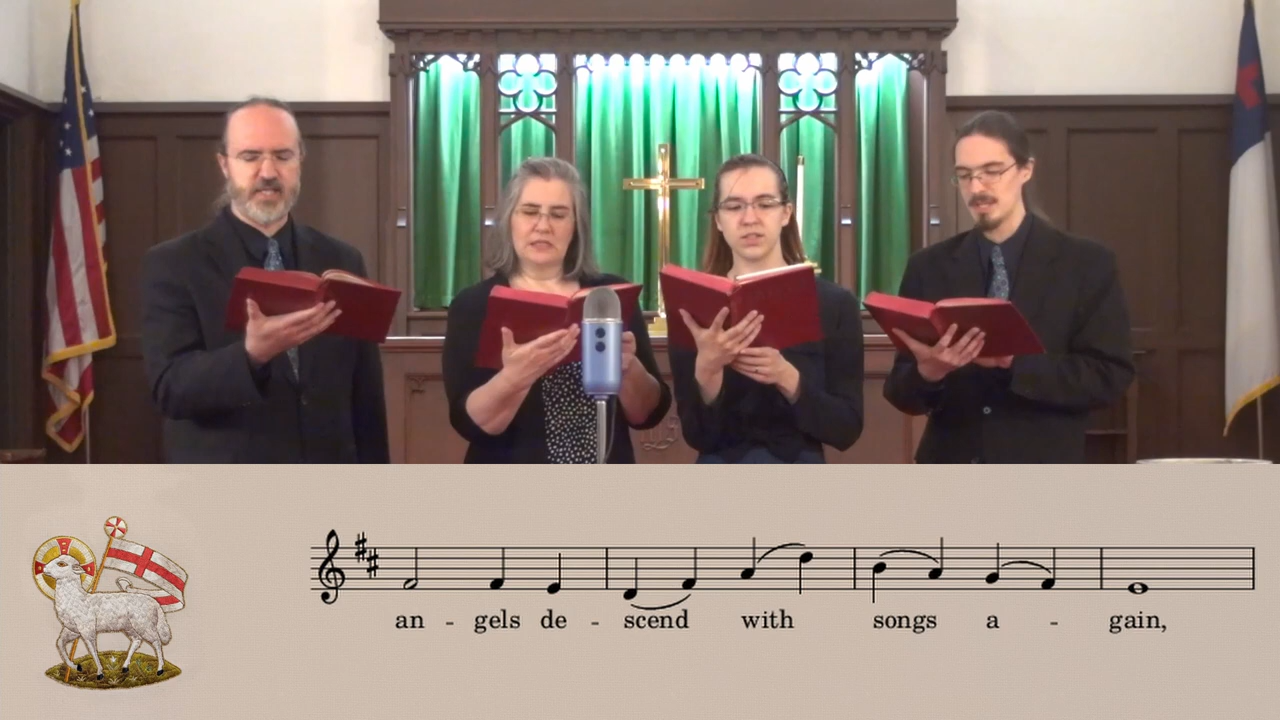 an - gels de - scend with songs a - gain,